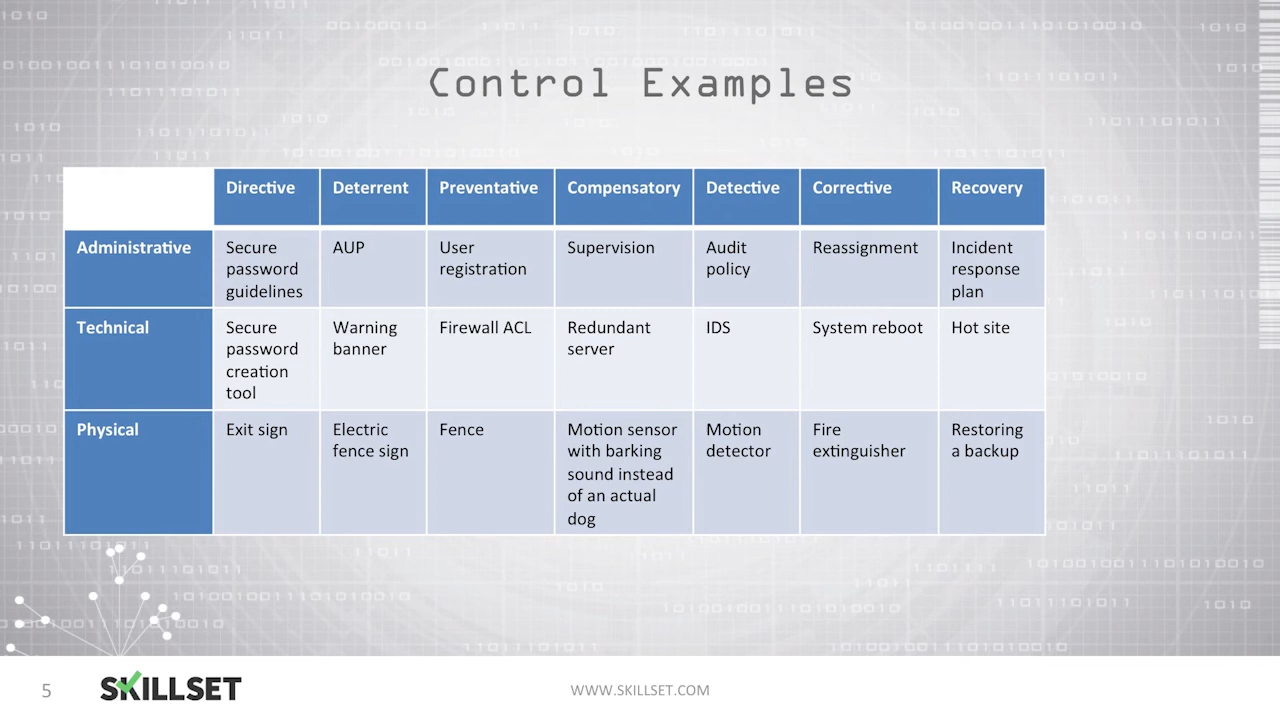 Control Examples
Directive Deterrent Preventative Compensatory Detective Corrective Recovery
Administrative
Secure
password
guidelines
AUP
User
registration
Supervision
Audit
policy
Reassignment
Incident
response
plan
Technical
Secure
password
creation
tool
Warning
banner
Firewall ACL
Redundant
server
IDS
System reboot
Hot site
Physical
Exit sign
Electric
fence sign
Fence
Motion sensor
with barking
sound instead
of an actual
dog
Motion
detector
Fire
extinguisher
Restoring
a backup
5
SKILLSET
WWW.SKILLSET.COM